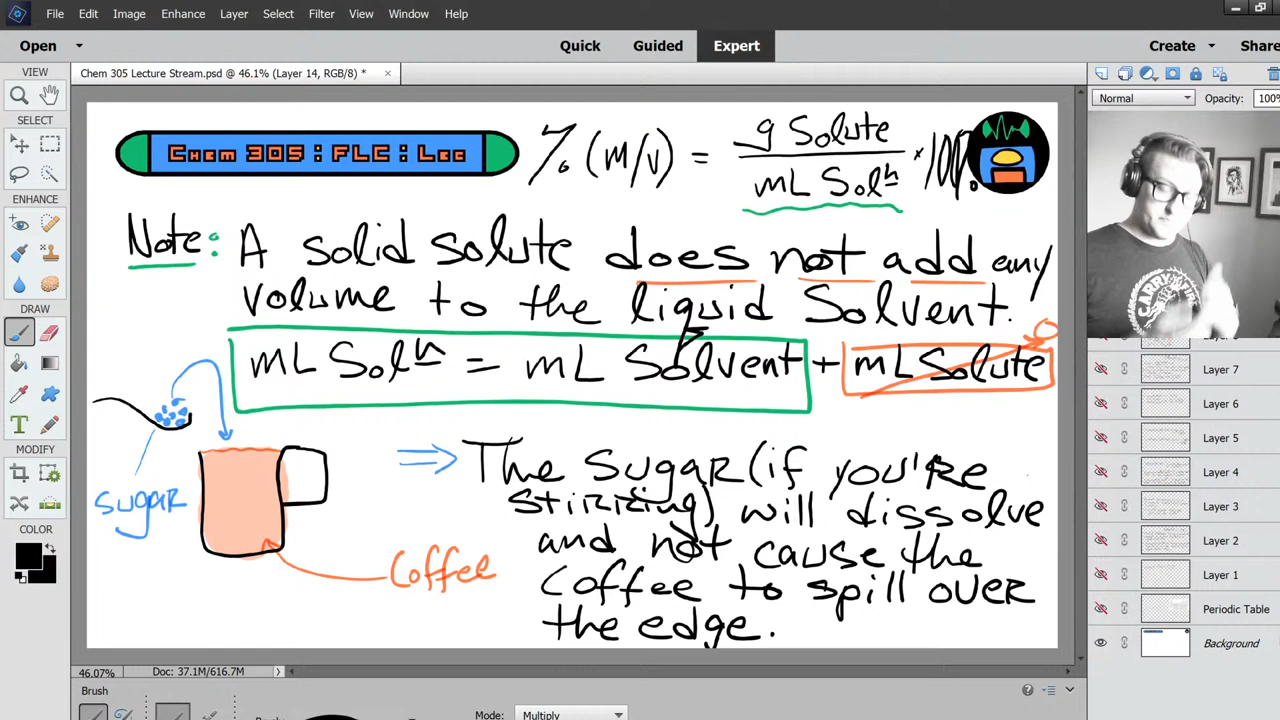 File Edit Image Enhance Layer Select Filter View Window Help
Open Quick Guided Expert Create Share
Chem 305 Lecture Stream.psd @ 46.1% (Layer 14, RGB/8) * ×
VIEW
SELECT
ENHANCE
DRAW
MODIFY
COLOR
Normal Opacity: 100%
Chem 305 : FLC : Lec
% (m/v) = g Solute / mL Solⁿ * 100%
Note: A solid solute does not add any
volume to the liquid Solvent.
mL Solⁿ = mL Solvent + mL Solute
0
sugar
Coffee
⇒ The Sugar (if you're
stirring) will dissolve
and not cause the
Coffee to spill over
the edge.
CARRY FIRE
Layer 7
Layer 6
Layer 5
Layer 4
Layer 3
Layer 2
Layer 1
Periodic Table
Background
46.07% Doc: 37.1M/616.7M
Brush
Mode: Multiply